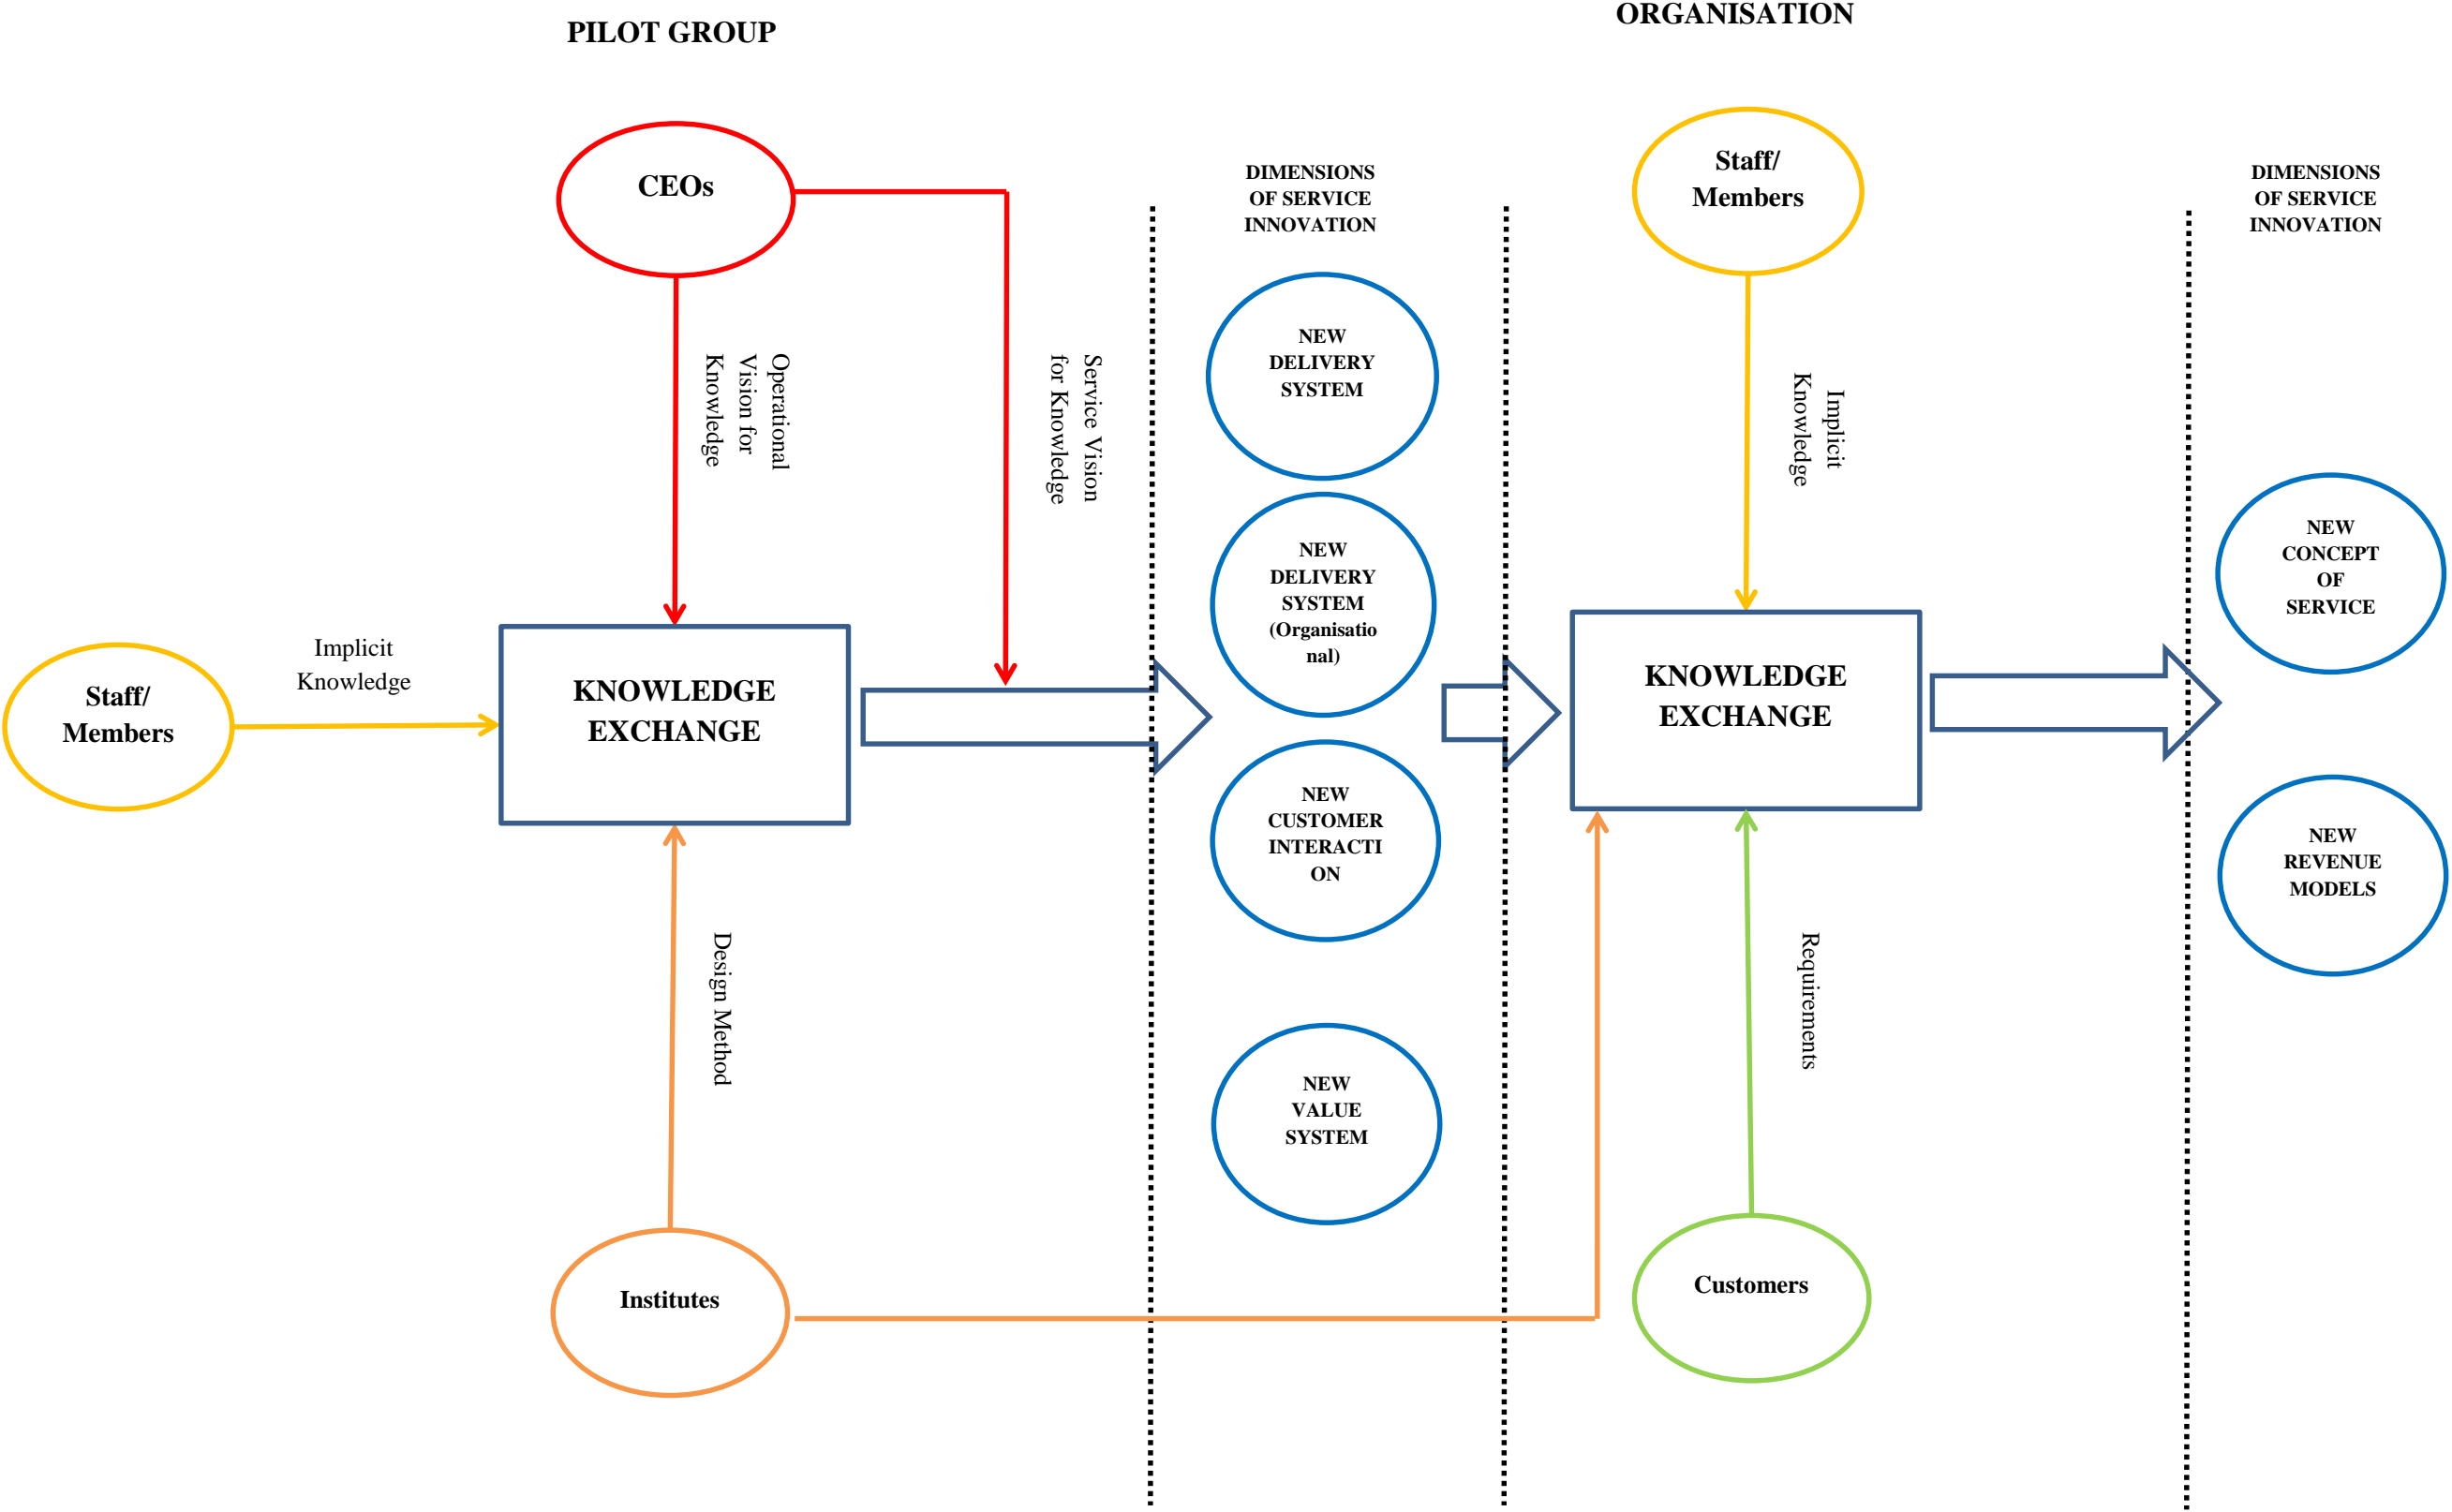 PILOT GROUP
ORGANISATION
CEOs
Operational
Vision for
Knowledge
Service Vision
for Knowledge
Staff/
Members
Implicit
Knowledge
KNOWLEDGE
EXCHANGE
Design Method
Institutes
DIMENSIONS
OF SERVICE
INNOVATION
NEW
DELIVERY
SYSTEM
NEW
DELIVERY
SYSTEM
(Organisatio
nal)
NEW
CUSTOMER
INTERACTI
ON
NEW
VALUE
SYSTEM
Staff/
Members
Implicit
Knowledge
KNOWLEDGE
EXCHANGE
Requirements
Customers
DIMENSIONS
OF SERVICE
INNOVATION
NEW
CONCEPT
OF
SERVICE
NEW
REVENUE
MODELS